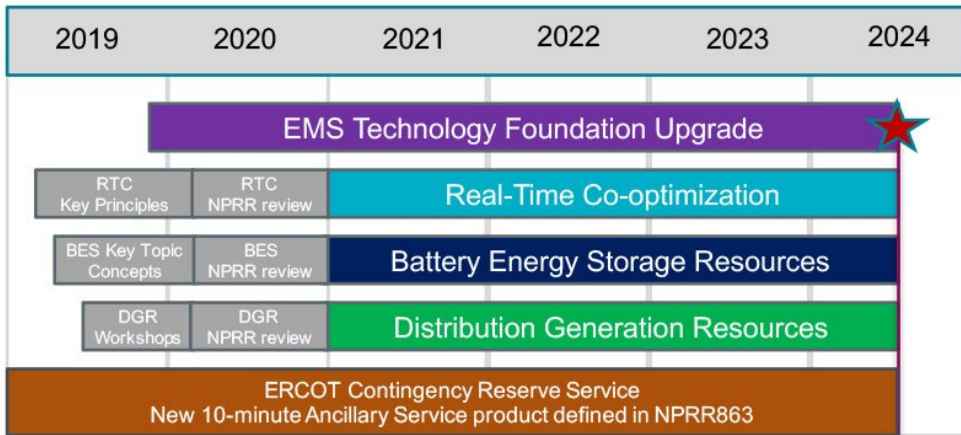 2019 2020 2021 2022 2023 2024
EMS Technology Foundation Upgrade
RTC
Key Principles
RTC
NPRR review
Real-Time Co-optimization
BES Key Topic
Concepts
BES
NPRR review
Battery Energy Storage Resources
DGR
Workshops
DGR
NPRR review
Distribution Generation Resources
ERCOT Contingency Reserve Service
New 10-minute Ancillary Service product defined in NPRR863